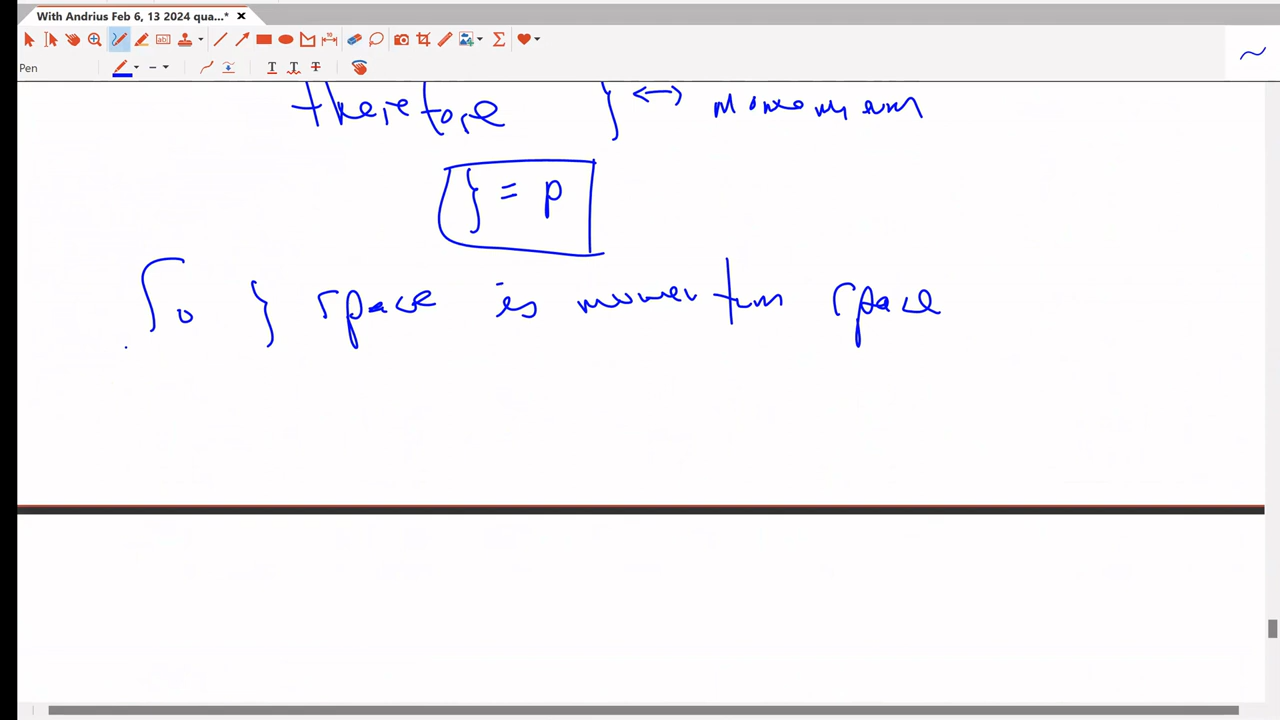 With Andrius Feb 6, 13 2024 qua...*
Pen
therefore ξ ↔ momentum
ξ = p
So ξ space is momentum space